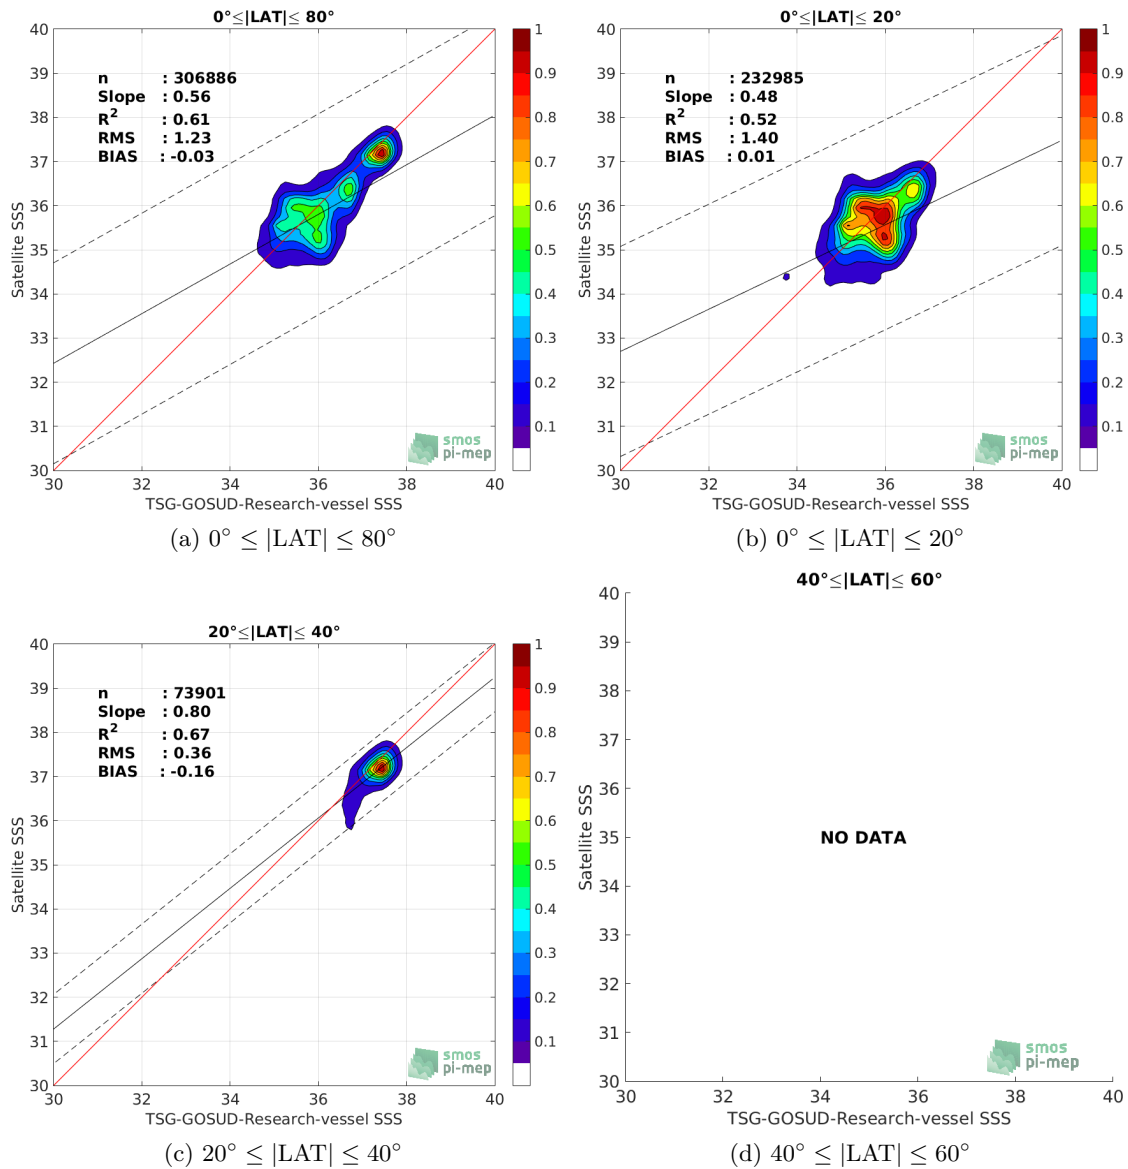 0°≤|LAT|≤ 80°
40
39
38
37
36
35
34
33
32
31
30
Satellite SSS
n : 306886
Slope : 0.56
R² : 0.61
RMS : 1.23
BIAS : -0.03
smos
pi-mep
30 32 34 36 38 40
TSG-GOSUD-Research-vessel SSS
1
0.9
0.8
0.7
0.6
0.5
0.4
0.3
0.2
0.1
(a) 0° ≤ |LAT| ≤ 80°
0°≤|LAT|≤ 20°
40
39
38
37
36
35
34
33
32
31
30
Satellite SSS
n : 232985
Slope : 0.48
R² : 0.52
RMS : 1.40
BIAS : 0.01
smos
pi-mep
30 32 34 36 38 40
TSG-GOSUD-Research-vessel SSS
1
0.9
0.8
0.7
0.6
0.5
0.4
0.3
0.2
0.1
(b) 0° ≤ |LAT| ≤ 20°
20°≤|LAT|≤ 40°
40
39
38
37
36
35
34
33
32
31
30
Satellite SSS
n : 73901
Slope : 0.80
R² : 0.67
RMS : 0.36
BIAS : -0.16
smos
pi-mep
30 32 34 36 38 40
TSG-GOSUD-Research-vessel SSS
1
0.9
0.8
0.7
0.6
0.5
0.4
0.3
0.2
0.1
(c) 20° ≤ |LAT| ≤ 40°
40°≤|LAT|≤ 60°
40
39
38
37
36
35
34
33
32
31
30
Satellite SSS
NO DATA
smos
pi-mep
30 32 34 36 38 40
TSG-GOSUD-Research-vessel SSS
(d) 40° ≤ |LAT| ≤ 60°